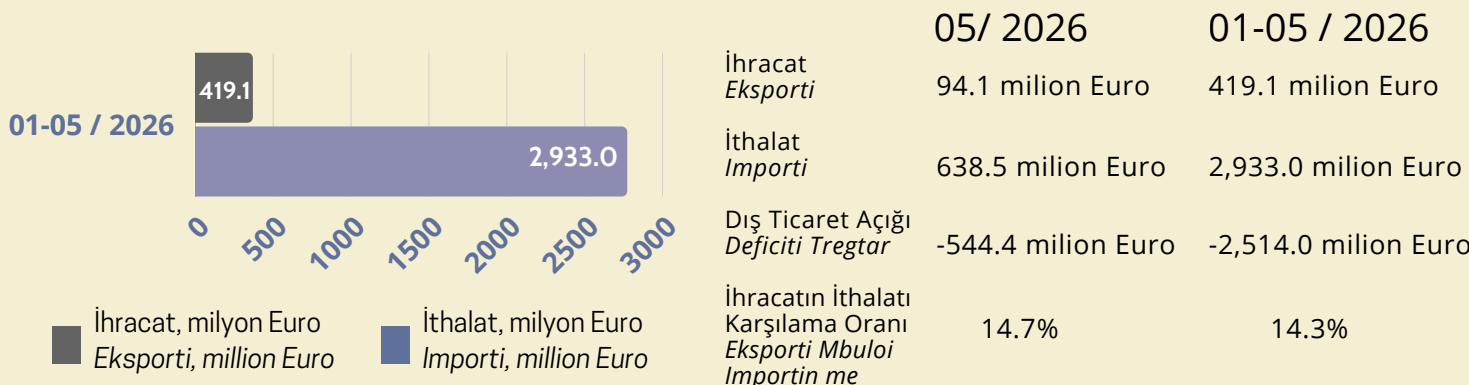 01-05 / 2026
419.1
2,933.0
0 500 1000 1500 2000 2500 3000
İhracat, milyon Euro
Eksporti, million Euro
İthalat, milyon Euro
Importi, million Euro
05/ 2026 01-05 / 2026
İhracat
Eksporti
94.1 milion Euro 419.1 milion Euro
İthalat
Importi
638.5 milion Euro 2,933.0 milion Euro
Dış Ticaret Açığı
Deficiti Tregtar
-544.4 milion Euro -2,514.0 milion Euro
İhracatın İthalatı
Karşılama Oranı
Eksporti Mbuloi
Importin me
14.7% 14.3%